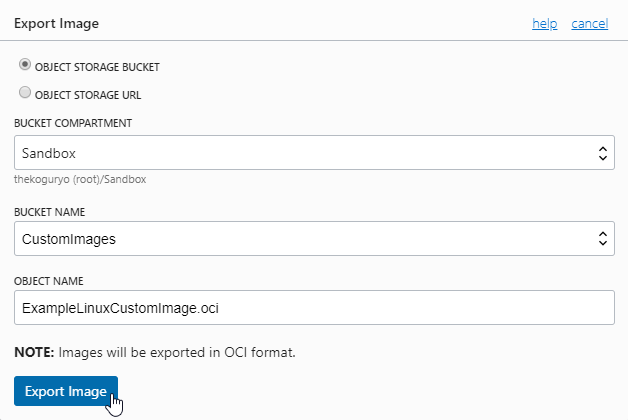 Export Image help cancel
OBJECT STORAGE BUCKET
OBJECT STORAGE URL
BUCKET COMPARTMENT
Sandbox
thekoguryo (root)/Sandbox
BUCKET NAME
CustomImages
OBJECT NAME
ExampleLinuxCustomImage.oci
NOTE: Images will be exported in OCI format.
Export Image